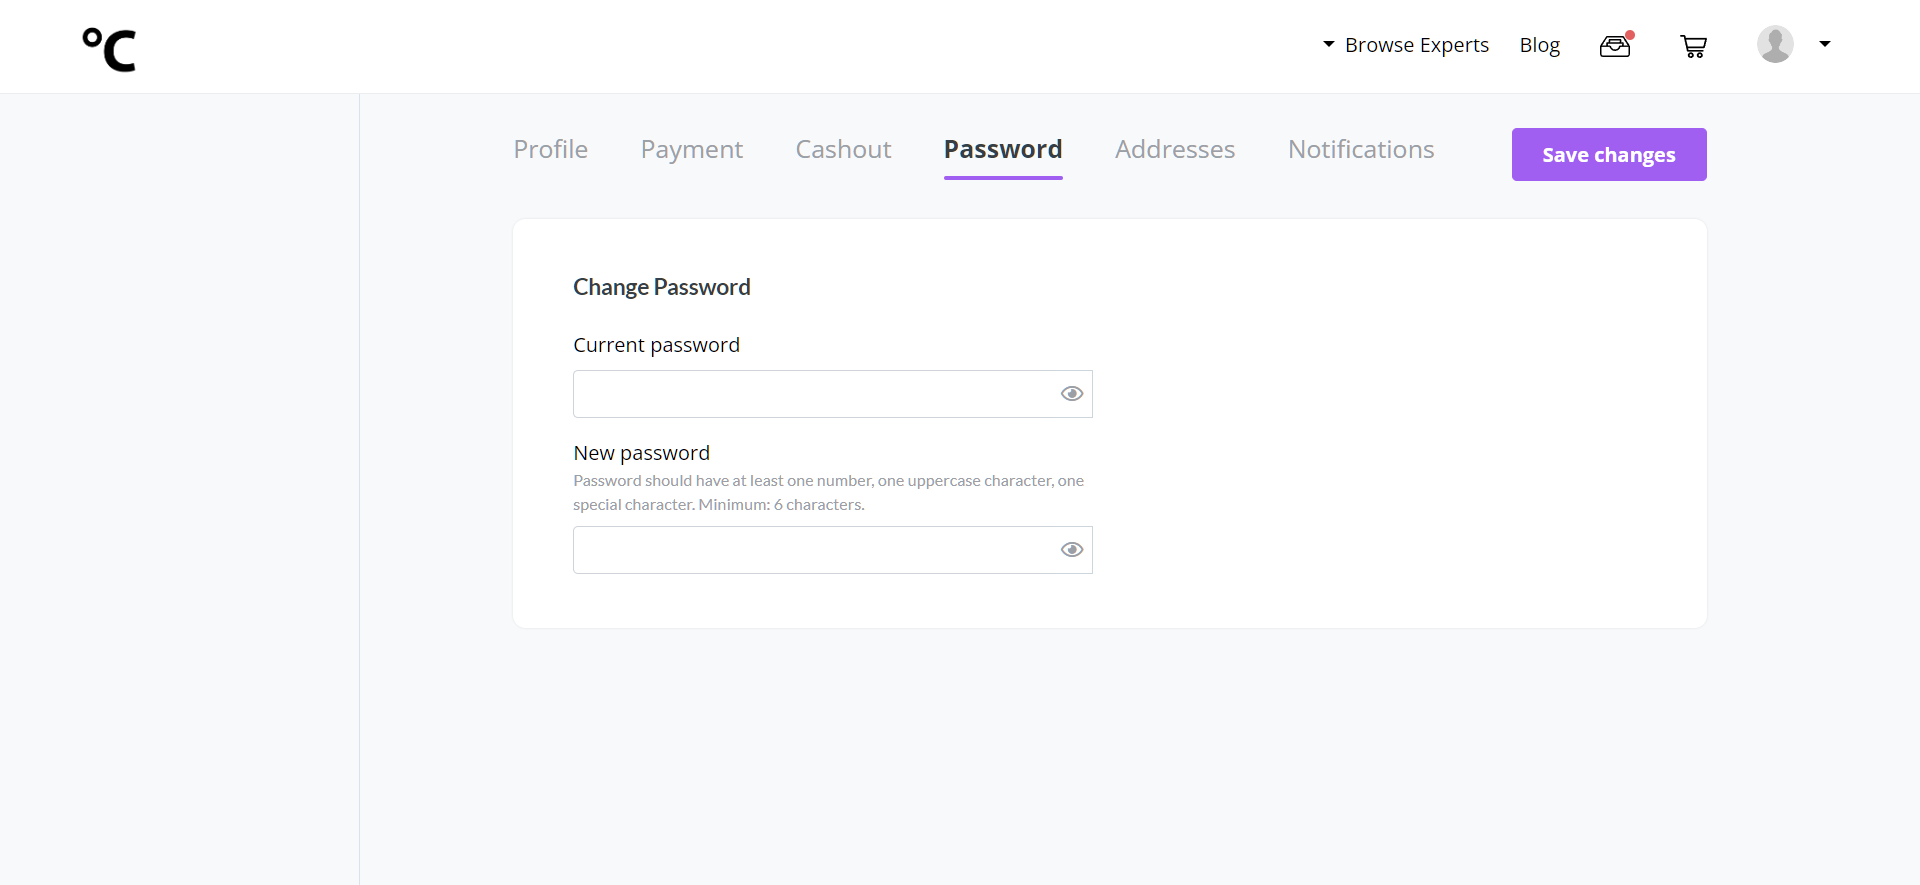 °C
Browse Experts Blog
Profile Payment Cashout Password Addresses Notifications Save changes
Change Password
Current password
New password
Password should have at least one number, one uppercase character, one
special character. Minimum: 6 characters.